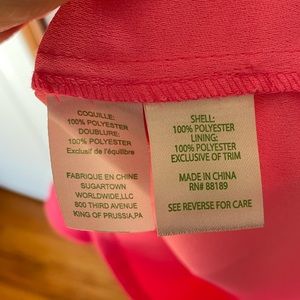 COQUILLE:
100% POLYESTER
DOUBLURE:
100% POLYESTER
Exclusif de l'équilibre
FABRIQUE EN CHINE
SUGARTOWN
WORLDWIDE,LLC
800 THIRD AVENUE
KING OF PRUSSIA,PA
SHELL:
100% POLYESTER
LINING:
100% POLYESTER
EXCLUSIVE OF TRIM
MADE IN CHINA
RN# 88189
SEE REVERSE FOR CARE